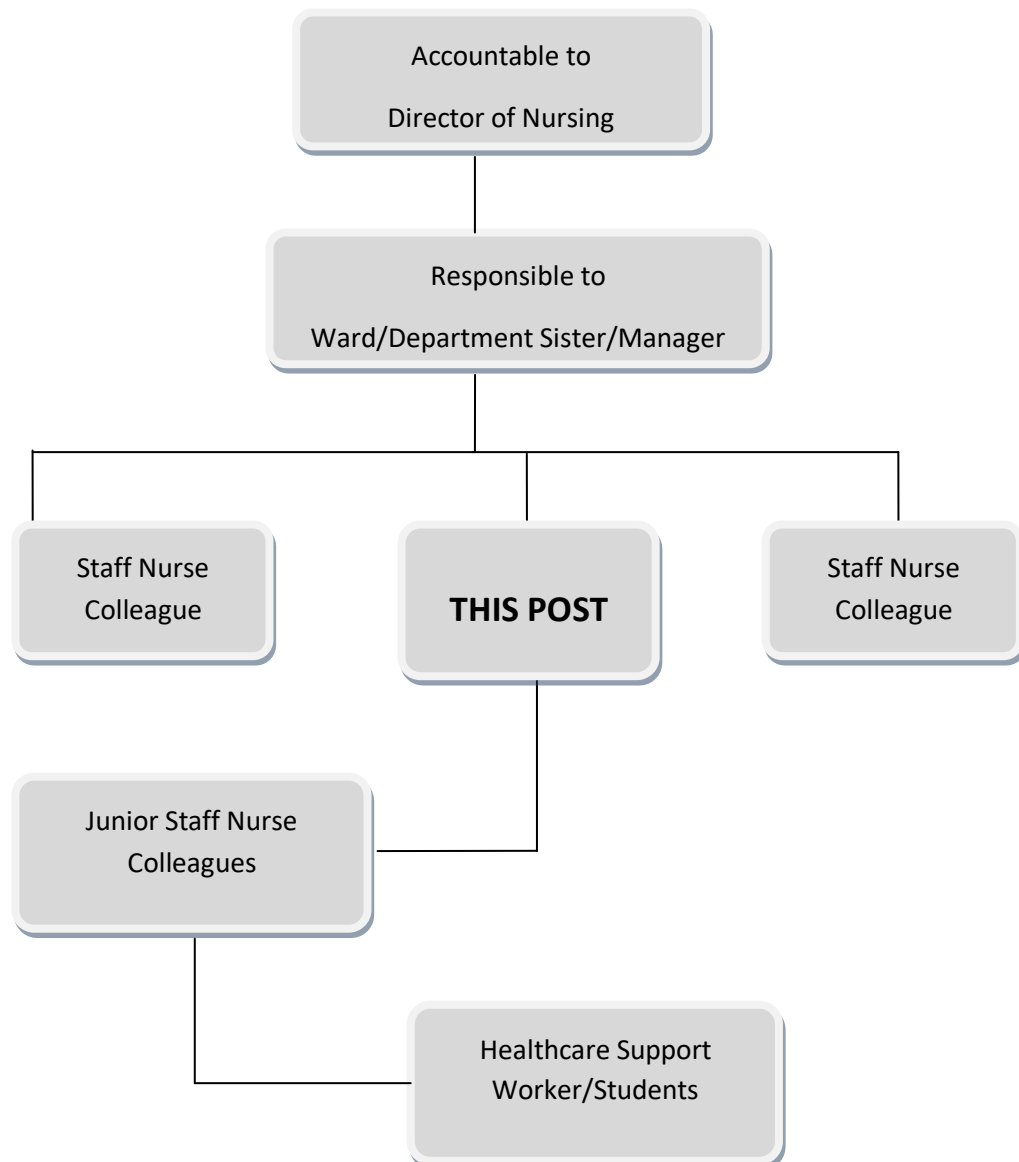 Accountable to
Director of Nursing
Responsible to
Ward/Department Sister/Manager
Staff Nurse
Colleague
THIS POST
Staff Nurse
Colleague
Junior Staff Nurse
Colleagues
Healthcare Support
Worker/Students